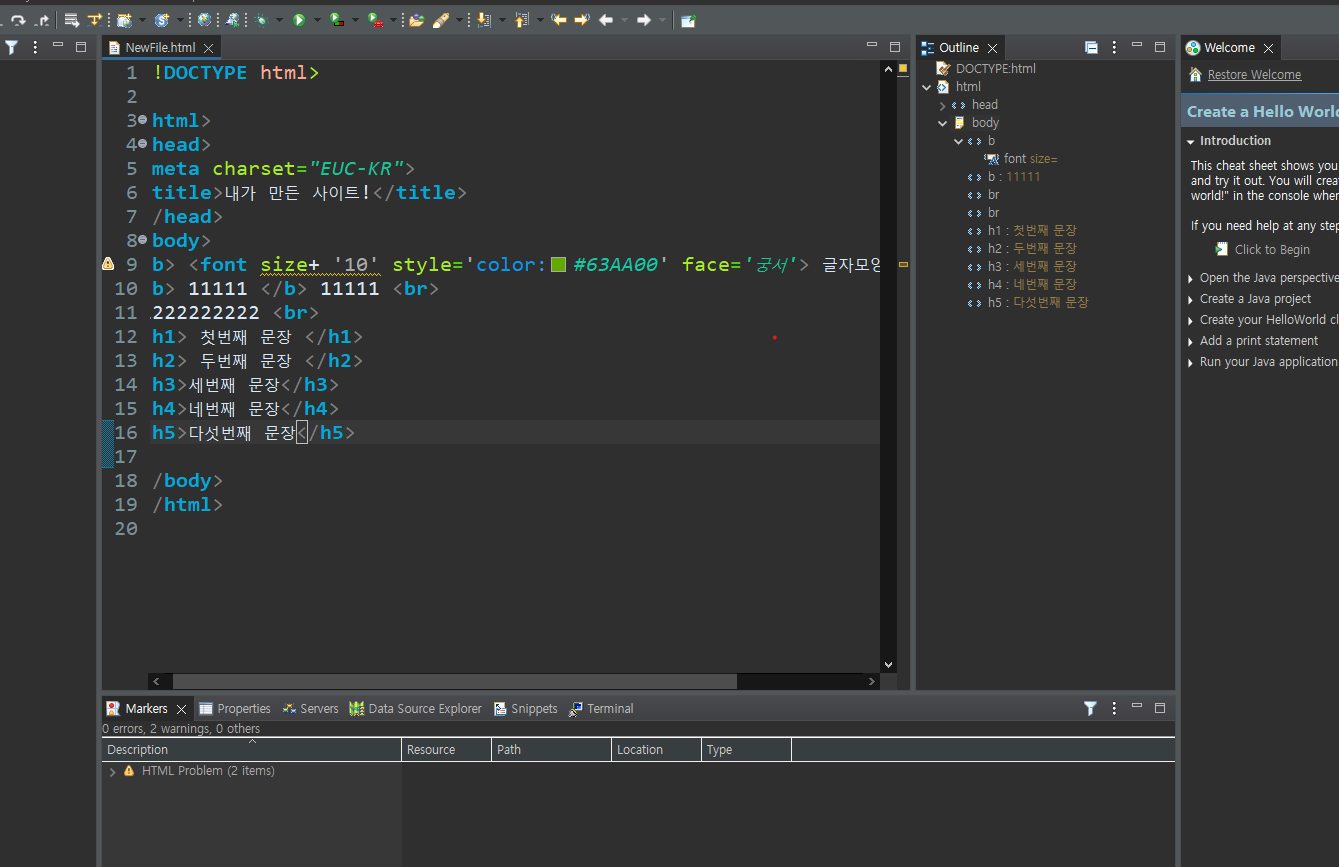 NewFile.html
1 !DOCTYPE html>
2
3 html>
4 head>
5 meta charset="EUC-KR">
6 title>내가 만든 사이트!</title>
7 /head>
8 body>
9 b> <font size+ '10' style='color: #63AA00' face='궁서'> 글자모양
10 b> 11111 </b> 11111 <br>
11 .222222222 <br>
12 h1> 첫번째 문장 </h1>
13 h2> 두번째 문장 </h2>
14 h3>세번째 문장</h3>
15 h4>네번째 문장</h4>
16 h5>다섯번째 문장</h5>
17
18 /body>
19 /html>
20
Outline
DOCTYPE:html
html
head
body
b
font size=
b : 11111
br
br
h1 : 첫번째 문장
h2 : 두번째 문장
h3 : 세번째 문장
h4 : 네번째 문장
h5 : 다섯번째 문장
Welcome
Restore Welcome
Create a Hello World
Introduction
This cheat sheet shows you
and try it out. You will crea
world!" in the console when
If you need help at any step
Click to Begin
Open the Java perspective
Create a Java project
Create your HelloWorld cl
Add a print statement
Run your Java application
Markers Properties Servers Data Source Explorer Snippets Terminal
0 errors, 2 warnings, 0 others
Description Resource Path Location Type
HTML Problem (2 items)